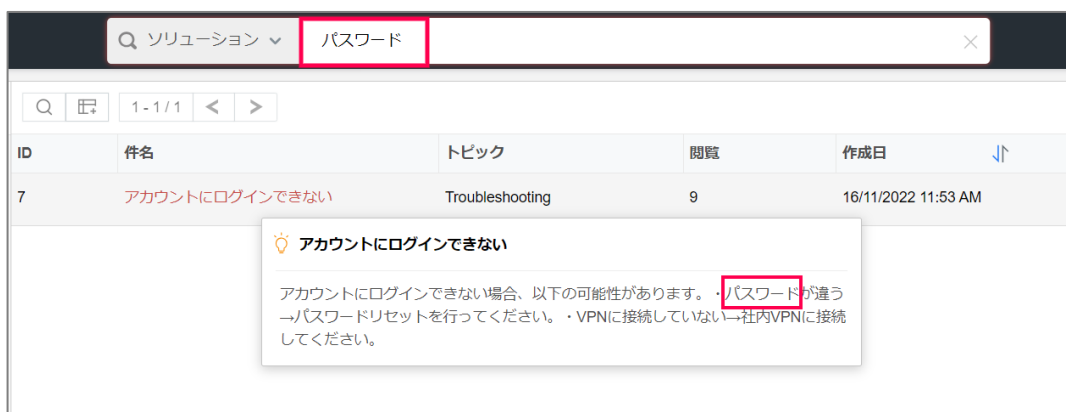 ソリューション パスワード
1 - 1 / 1
ID 件名 トピック 閲覧 作成日
7 アカウントにログインできない Troubleshooting 9 16/11/2022 11:53 AM
アカウントにログインできない
アカウントにログインできない場合、以下の可能性があります。・パスワードが違う
→パスワードリセットを行ってください。・VPNに接続していない→社内VPNに接続
してください。